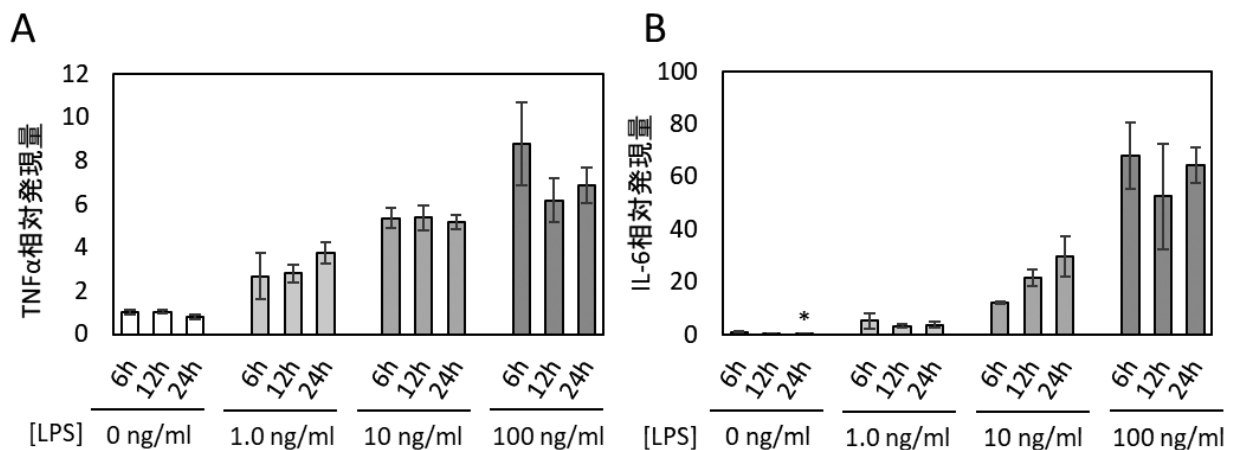 A
TNFα相対発現量
12
10
8
6
4
2
0
6h 12h 24h 6h 12h 24h 6h 12h 24h 6h 12h 24h
[LPS] 0 ng/ml 1.0 ng/ml 10 ng/ml 100 ng/ml
B
IL-6相対発現量
100
80
60
40
20
0
*
6h 12h 24h 6h 12h 24h 6h 12h 24h 6h 12h 24h
[LPS] 0 ng/ml 1.0 ng/ml 10 ng/ml 100 ng/ml